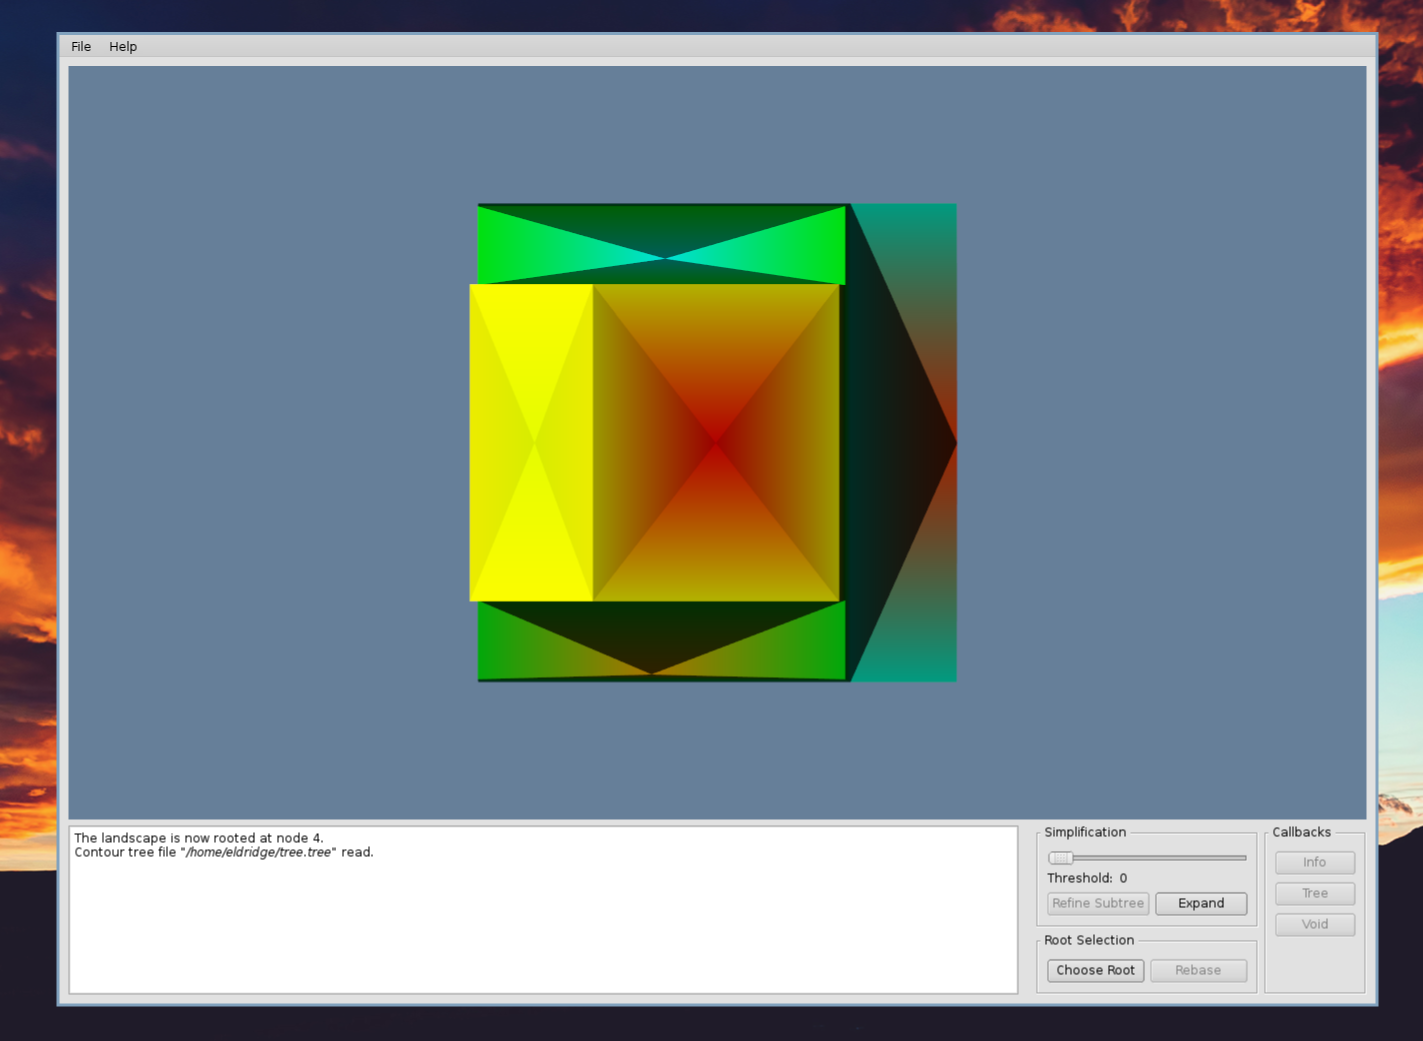 File Help
The landscape is now rooted at node 4.
Contour tree file "/home/eldridge/tree.tree" read.
Simplification
Threshold: 0
Refine Subtree Expand
Root Selection
Choose Root Rebase
Callbacks
Info
Tree
Void